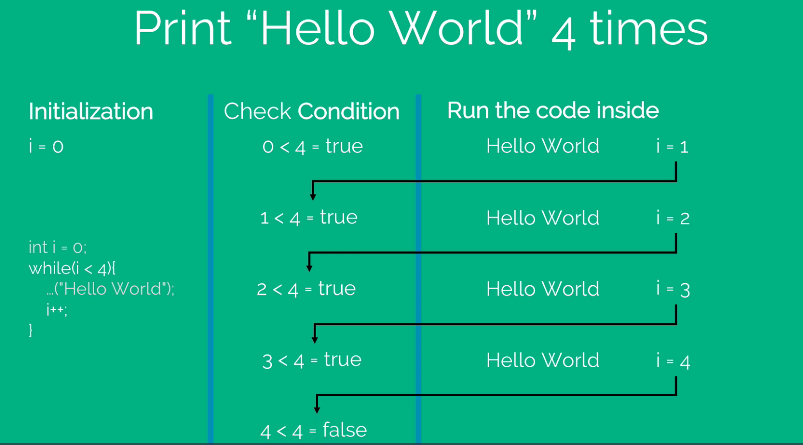 Print “Hello World” 4 times
Initialization Check Condition Run the code inside
i = 0 0 < 4 = true Hello World i = 1
1 < 4 = true Hello World i = 2
int i = 0;
while(i < 4){
...("Hello World");
i++;
}
2 < 4 = true Hello World i = 3
3 < 4 = true Hello World i = 4
4 < 4 = false